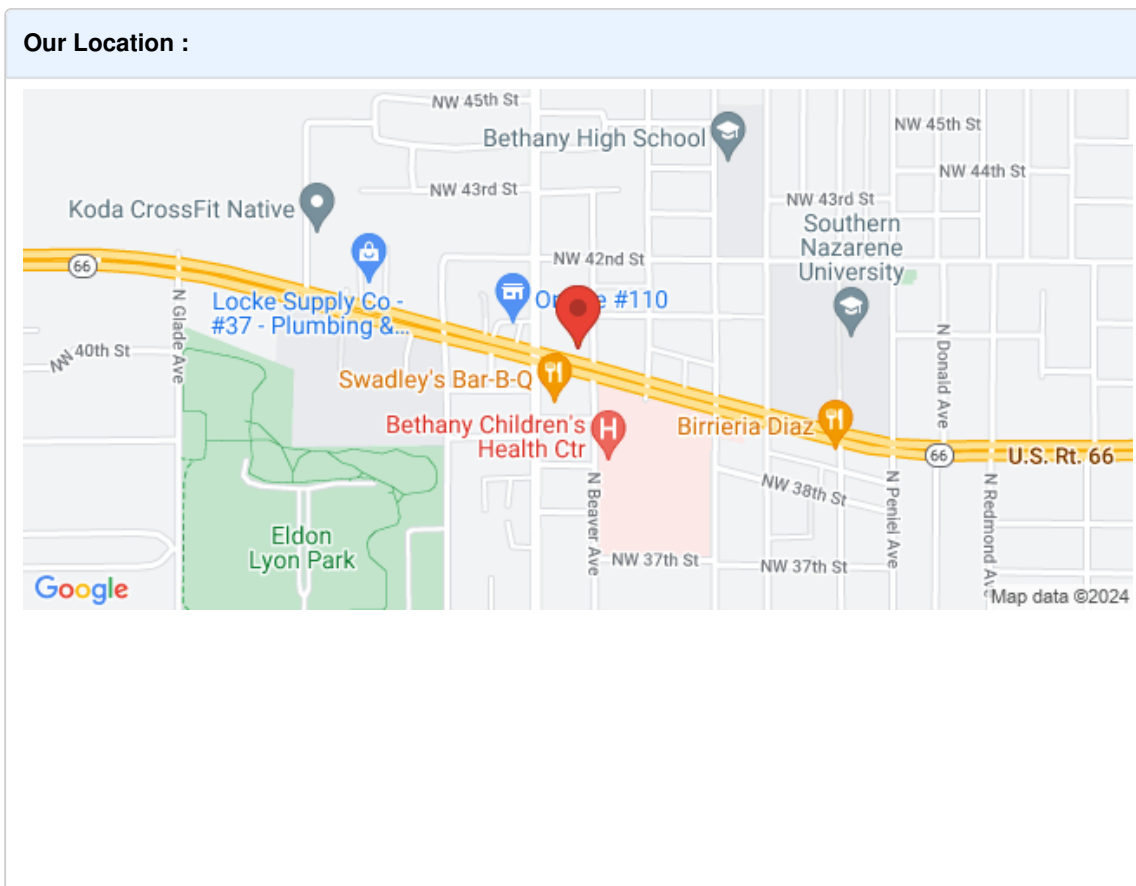 Our Location :
NW 45th St
Bethany High School
NW 45th St
NW 44th St
NW 43rd St
Koda CrossFit Native
NW 43rd St
Southern
Nazarene
University
NW 42nd St
66
Locke Supply Co -
#37 - Plumbing &...
#110
N Glade Ave
NW 40th St
N Donald Ave
Swadley's Bar-B-Q
Bethany Children's
Health Ctr
H
Birrieria Diaz
66
U.S. Rt. 66
N Beaver Ave
NW 38th St
N Peniel Ave
N Redmond Ave
Eldon
Lyon Park
NW 37th St
NW 37th St
Google
Map data ©2024